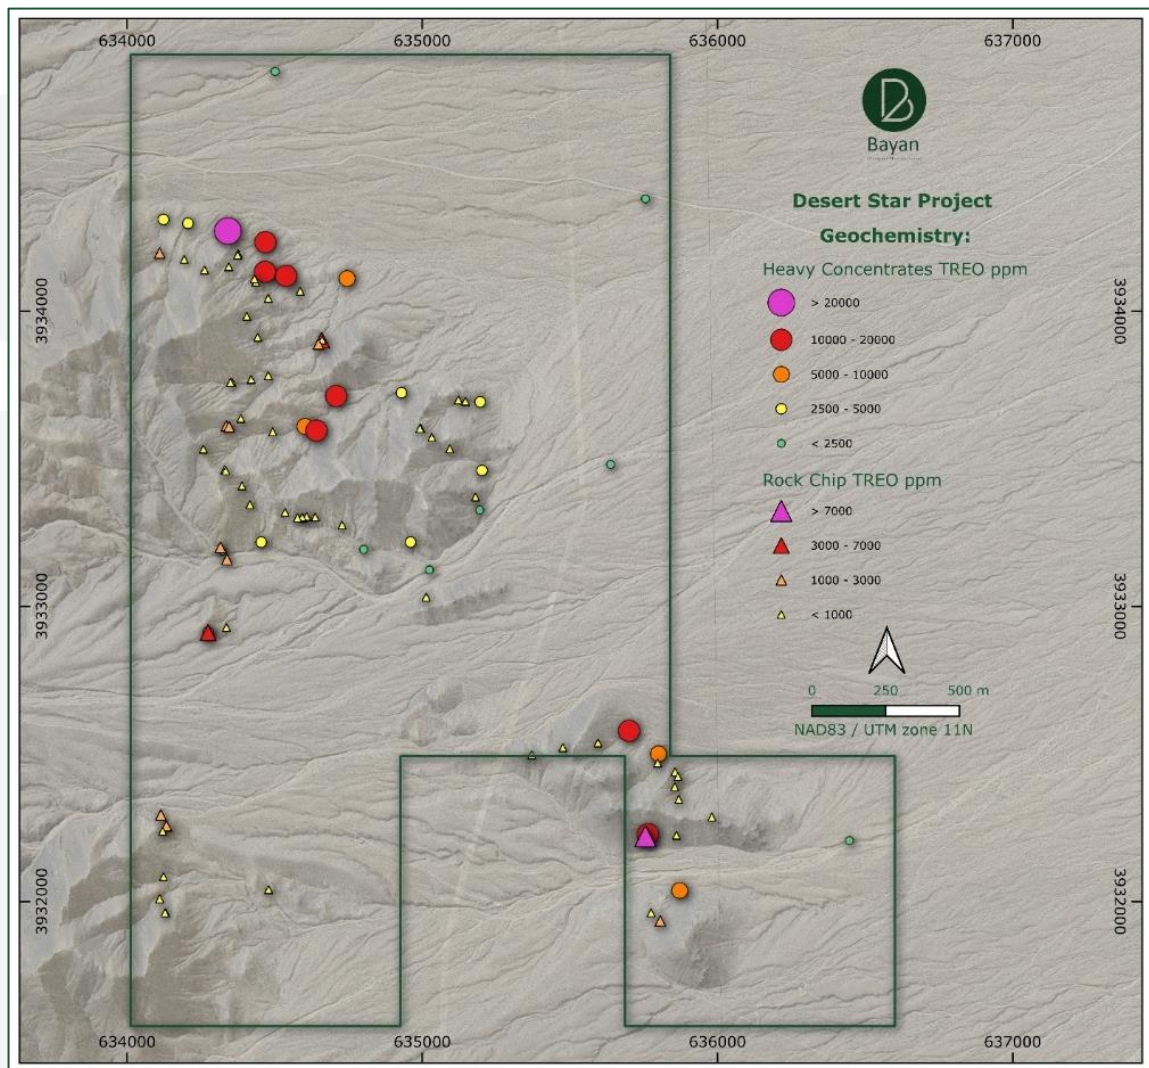 634000 635000 636000 637000
Bayan
Desert Star Project
Geochemistry:
Heavy Concentrates TREO ppm
> 20000
10000 - 20000
5000 - 10000
2500 - 5000
< 2500
Rock Chip TREO ppm
> 7000
3000 - 7000
1000 - 3000
< 1000
0 250 500 m
NAD83 / UTM zone 11N
3934000 3934000
3933000 3933000
3932000 3932000
634000 635000 636000 637000